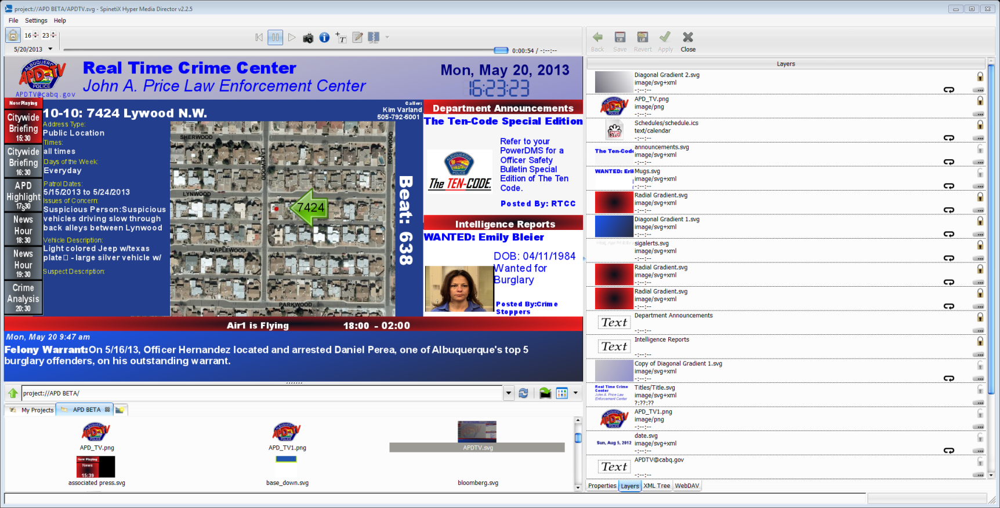 project://APD BETA/APDTV.svg - SpinetiX Hyper Media Director v2.2.5
File Settings Help
16 23
5/20/2013
0:00:54 / -:--:--
Back Save Revert Apply Close
ALBUQUERQUE
APD-TV
POLICE
APDTV@cabq.gov
Real Time Crime Center
John A. Price Law Enforcement Center
Mon, May 20, 2013
16:23:23
Now Playing
Citywide
Briefing
15:30
Citywide
Briefing
16:30
APD
Highlight
17:30
News
Hour
18:30
News
Hour
19:30
Crime
Analysis
20:30
10-10: 7424 Lywood N.W.
Caller:
Kim Varland
505-792-5001
Address Type:
Public Location
Times:
all times
Days of the Week:
Everyday
Patrol Dates:
5/15/2013 to 5/24/2013
Issues of Concern:
Suspicious Person:Suspicious
vehicles driving slow through
back alleys between Lynwood
Vehicle Description:
Light colored Jeep w/texas
plate - large silver vehicle w/
Suspect Description:
SHERWOOD
LAKEWOOD
ROSEWOOD
LYNWOOD
7424
MAPLEWOOD
PARKWOOD
Beat: 638
Department Announcements
The Ten-Code Special Edition
ALBUQUERQUE
POLICE
The TEN-CODE.
Refer to your
PowerDMS for a
Officer Safety
Bulletin Special
Edition of The Ten
Code.
Posted By: RTCC
Intelligence Reports
WANTED: Emily Bleier
DOB: 04/11/1984
Wanted for
Burglary
Posted By:Crime
Stoppers
Air1 is Flying 18:00 - 02:00
Mon, May 20 9:47 am
Felony Warrant:On 5/16/13, Officer Hernandez located and arrested Daniel Perea, one of Albuquerque's top 5
burglary offenders, on his outstanding warrant.
project://APD BETA/
My Projects APD BETA
APD_TV.png
APD_TV1.png
APDTV.svg
Now Playing
News
15:39
associated press.svg
base_down.svg
bloomberg.svg
Layers
Diagonal Gradient 2.svg
image/svg+xml
-:--:--
APD_TV.png
image/png
-:--:--
SVG
Schedules/schedule.ics
text/calendar
-:--:--
The Ten-Code
announcements.svg
image/svg+xml
-:--:--
WANTED: Eril
Mugs.svg
image/svg+xml
-:--:--
Radial Gradient.svg
image/svg+xml
-:--:--
Diagonal Gradient 1.svg
image/svg+xml
-:--:--
sigalerts.svg
image/svg+xml
-:--:--
Radial Gradient.svg
image/svg+xml
-:--:--
Radial Gradient.svg
image/svg+xml
-:--:--
Text
Department Announcements
-:--:--
Text
Intelligence Reports
-:--:--
Copy of Diagonal Gradient 1.svg
image/svg+xml
-:--:--
Real Time Crime
Center
John A. Price Law
Enforcement Center
Titles/Title.svg
image/svg+xml
?:??:??
APD_TV1.png
image/png
-:--:--
Sun, Aug 5, 2012
date.svg
image/svg+xml
-:--:--
Text
APDTV@cabq.gov
-:--:--
Properties Layers XML Tree WebDAV